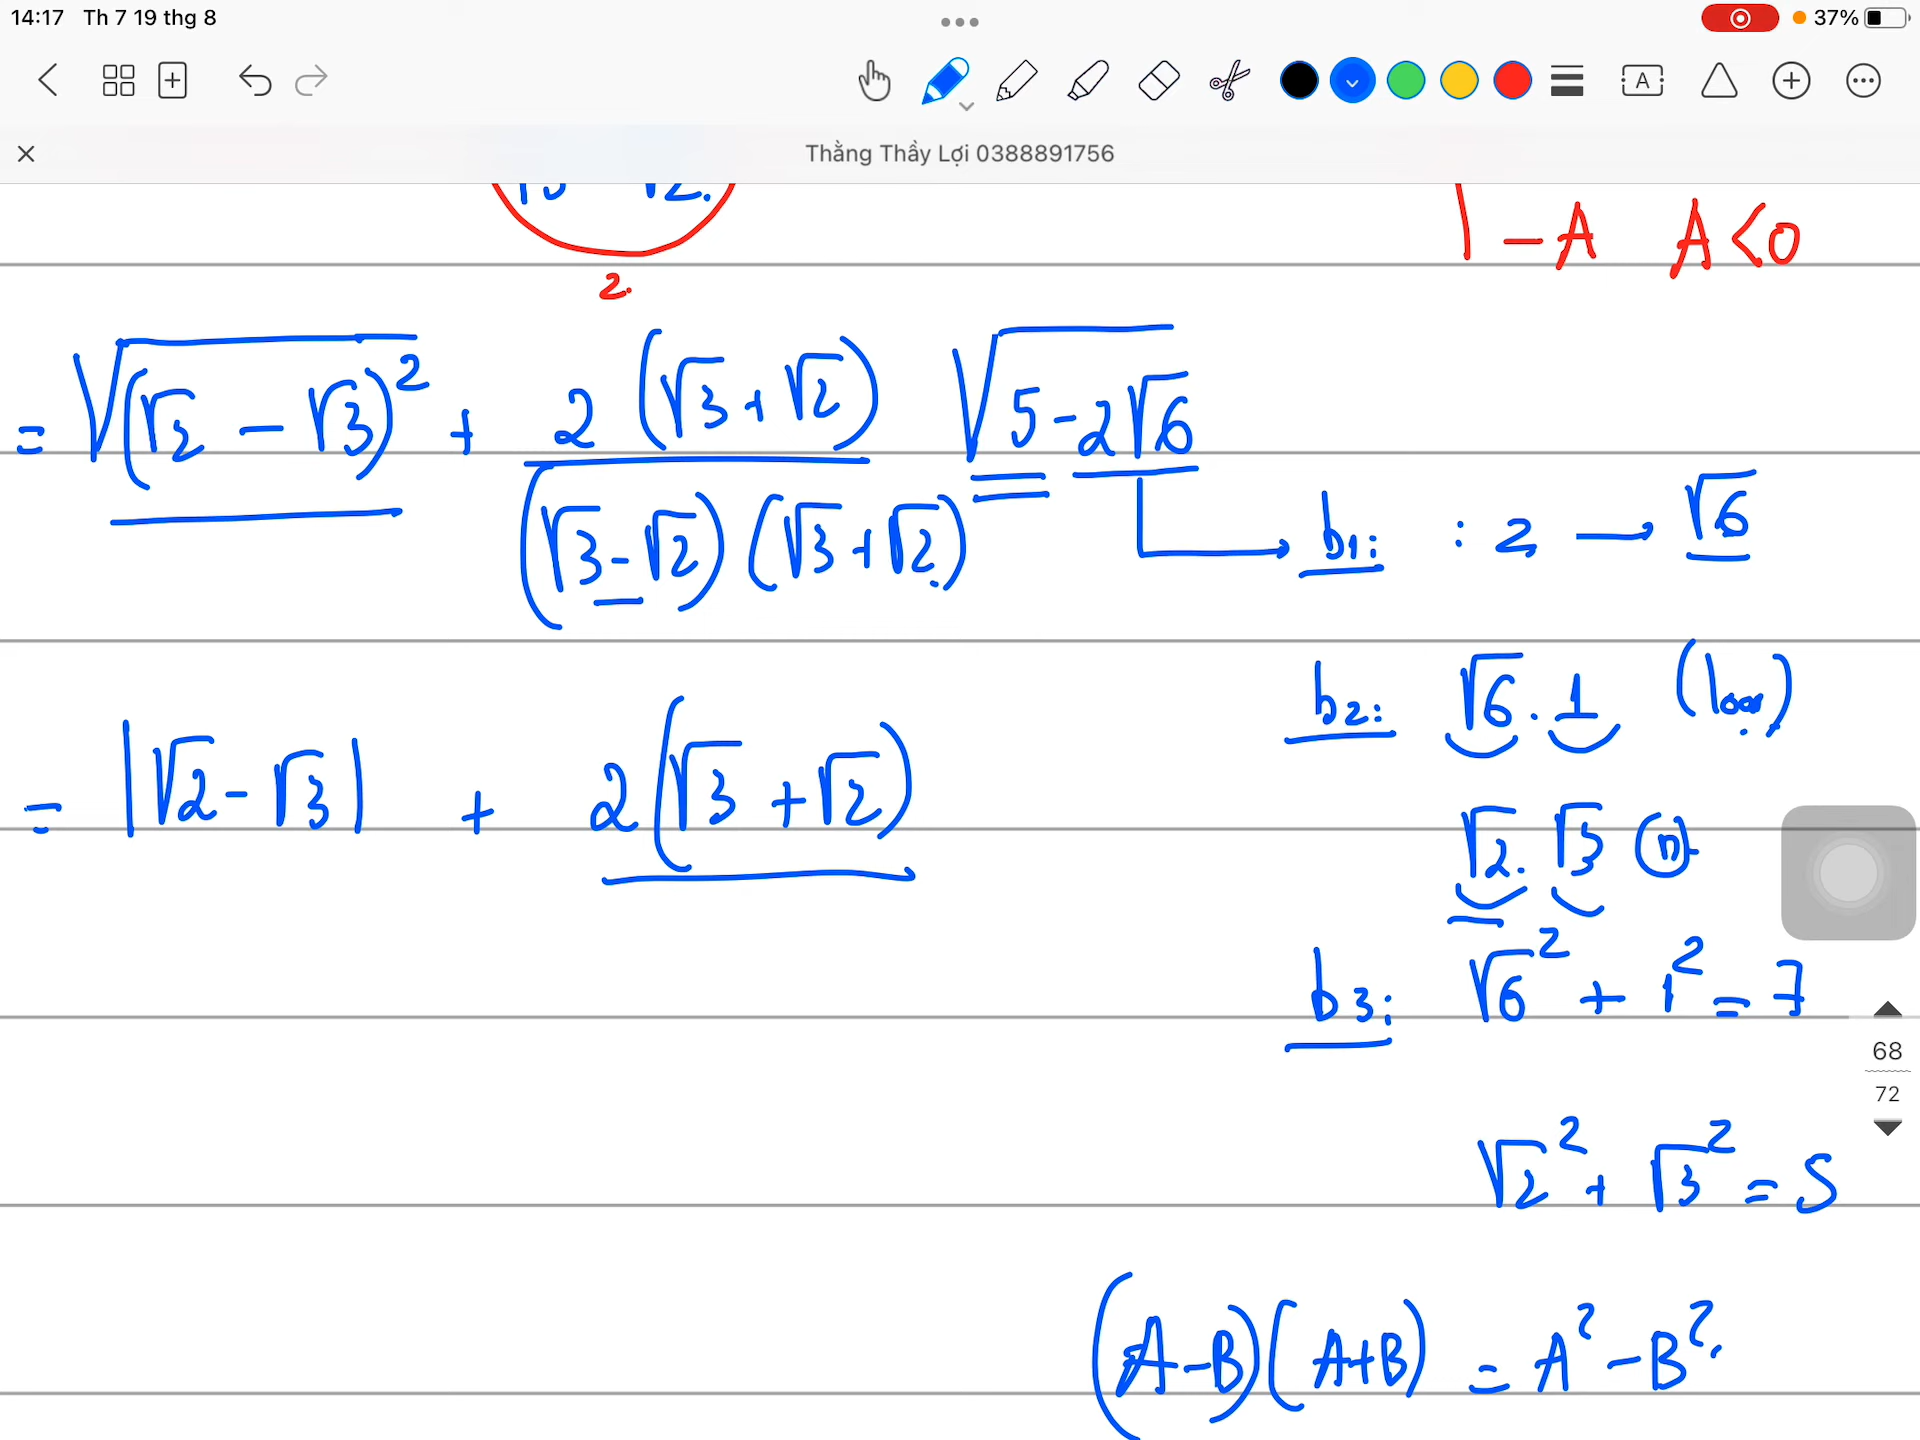 14:17 Th 7 19 thg 8
37%
A
Thằng Thầy Lợi 0388891756
√3 √2.
2.
-A A<0
= √(√2 - √3)² + 2(√3+√2) / (√3-√2)(√3+√2)
√5-2√6
b1: : 2 → √6
b2: √6 . 1 (loại)
= |√2-√3| + 2(√3+√2)
√2. √3 (n)
b3: √6² + 1² = 7
68
72
√2² + √3² = 5
(A-B)(A+B) = A² - B².